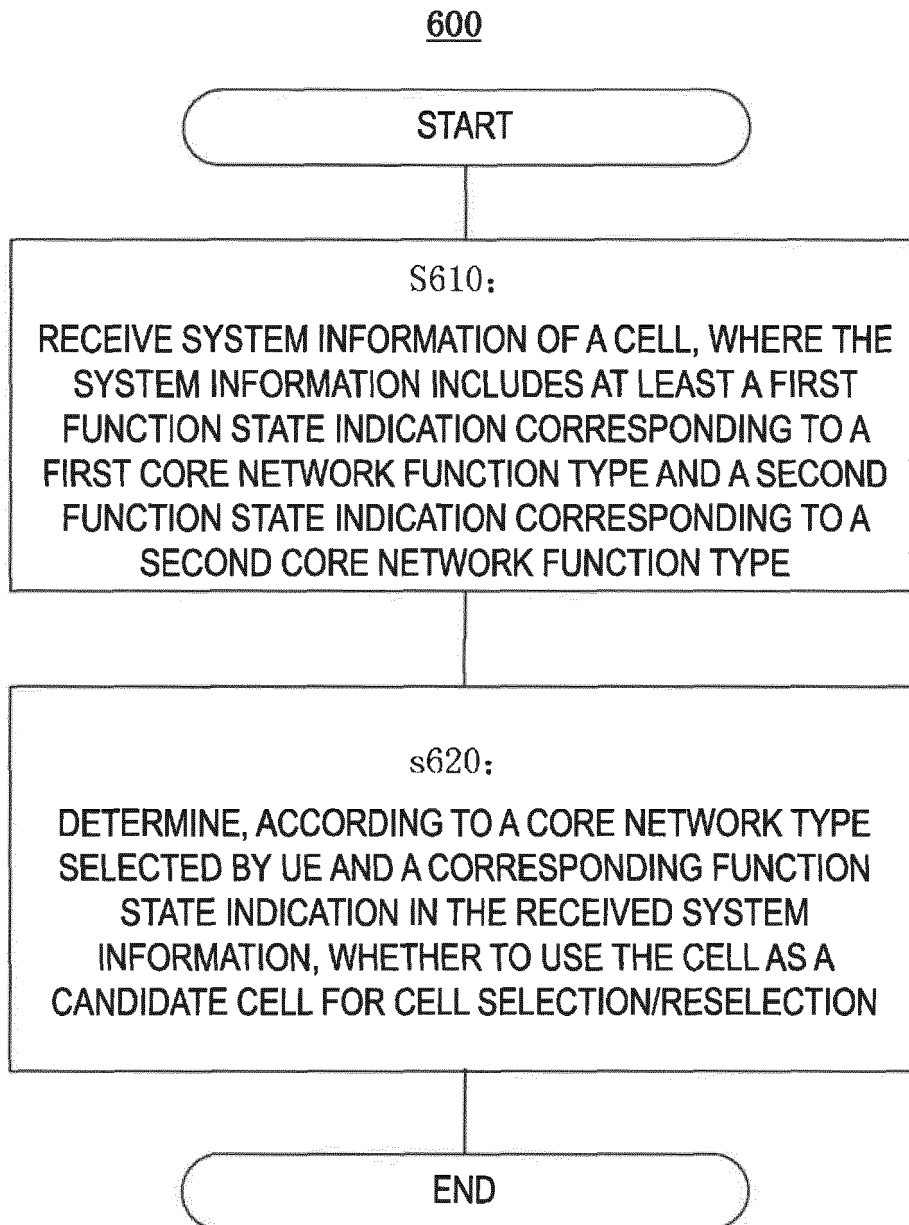 600
START
S610:
RECEIVE SYSTEM INFORMATION OF A CELL, WHERE THE
SYSTEM INFORMATION INCLUDES AT LEAST A FIRST
FUNCTION STATE INDICATION CORRESPONDING TO A
FIRST CORE NETWORK FUNCTION TYPE AND A SECOND
FUNCTION STATE INDICATION CORRESPONDING TO A
SECOND CORE NETWORK FUNCTION TYPE
s620:
DETERMINE, ACCORDING TO A CORE NETWORK TYPE
SELECTED BY UE AND A CORRESPONDING FUNCTION
STATE INDICATION IN THE RECEIVED SYSTEM
INFORMATION, WHETHER TO USE THE CELL AS A
CANDIDATE CELL FOR CELL SELECTION/RESELECTION
END